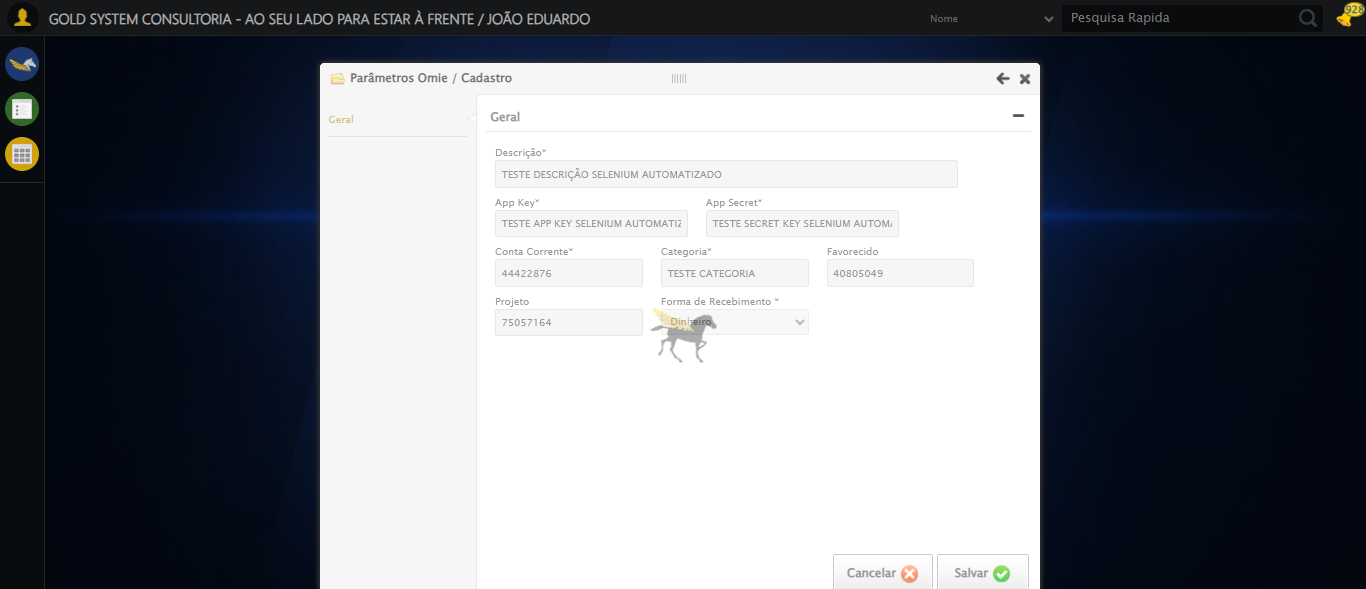 GOLD SYSTEM CONSULTORIA - AO SEU LADO PARA ESTAR À FRENTE / JOÃO EDUARDO
Nome
Pesquisa Rapida
928
Parâmetros Omie / Cadastro
Geral
Geral
Descrição*
TESTE DESCRIÇÃO SELENIUM AUTOMATIZADO
App Key* App Secret*
TESTE APP KEY SELENIUM AUTOMATIZ TESTE SECRET KEY SELENIUM AUTOMA
Conta Corrente* Categoria* Favorecido
44422876 TESTE CATEGORIA 40805049
Projeto Forma de Recebimento *
75057164 Dinheiro
Cancelar Salvar